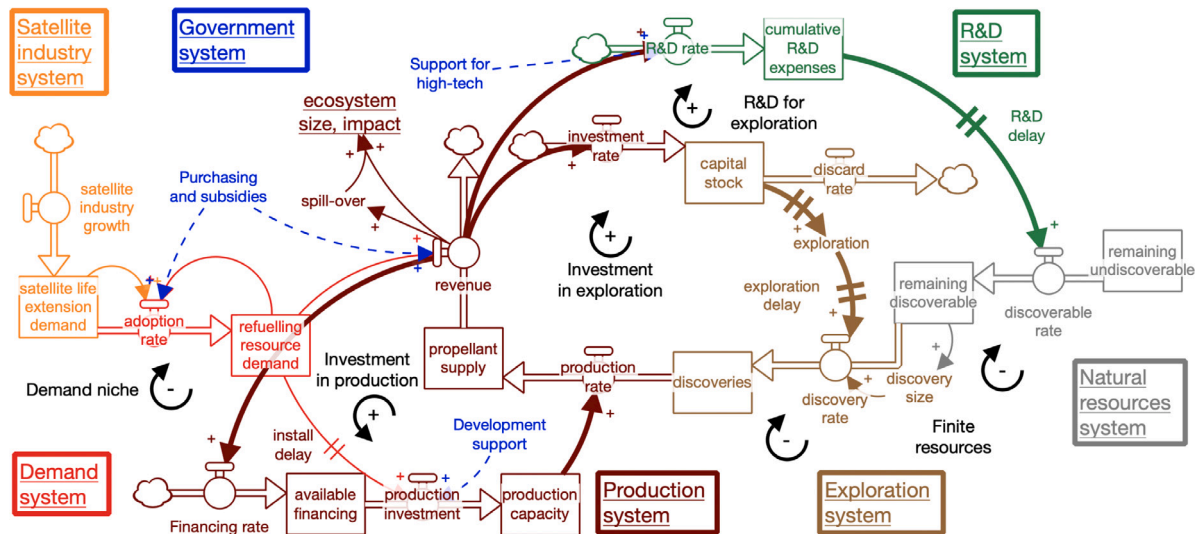 Satellite
industry
system
Government
system
R&D rate
cumulative
R&D
expenses
R&D
system
Support for
high-tech
ecosystem
size, impact
R&D for
exploration
R&D
delay
investment
rate
capital
stock
discard
rate
satellite
industry
growth
Purchasing
and subsidies
spill-over
exploration
revenue
Investment
in exploration
exploration
delay
remaining
discoverable
remaining
undiscoverable
discoverable
rate
satellite life
extension
demand
adoption
rate
refuelling
resource
demand
Investment
in production
propellant
supply
production
rate
discoveries
discovery
rate
discovery
size
Demand niche
Finite
resources
Natural
resources
system
install
delay
Development
support
Demand
system
Financing rate
available
financing
production
investment
production
capacity
Production
system
Exploration
system